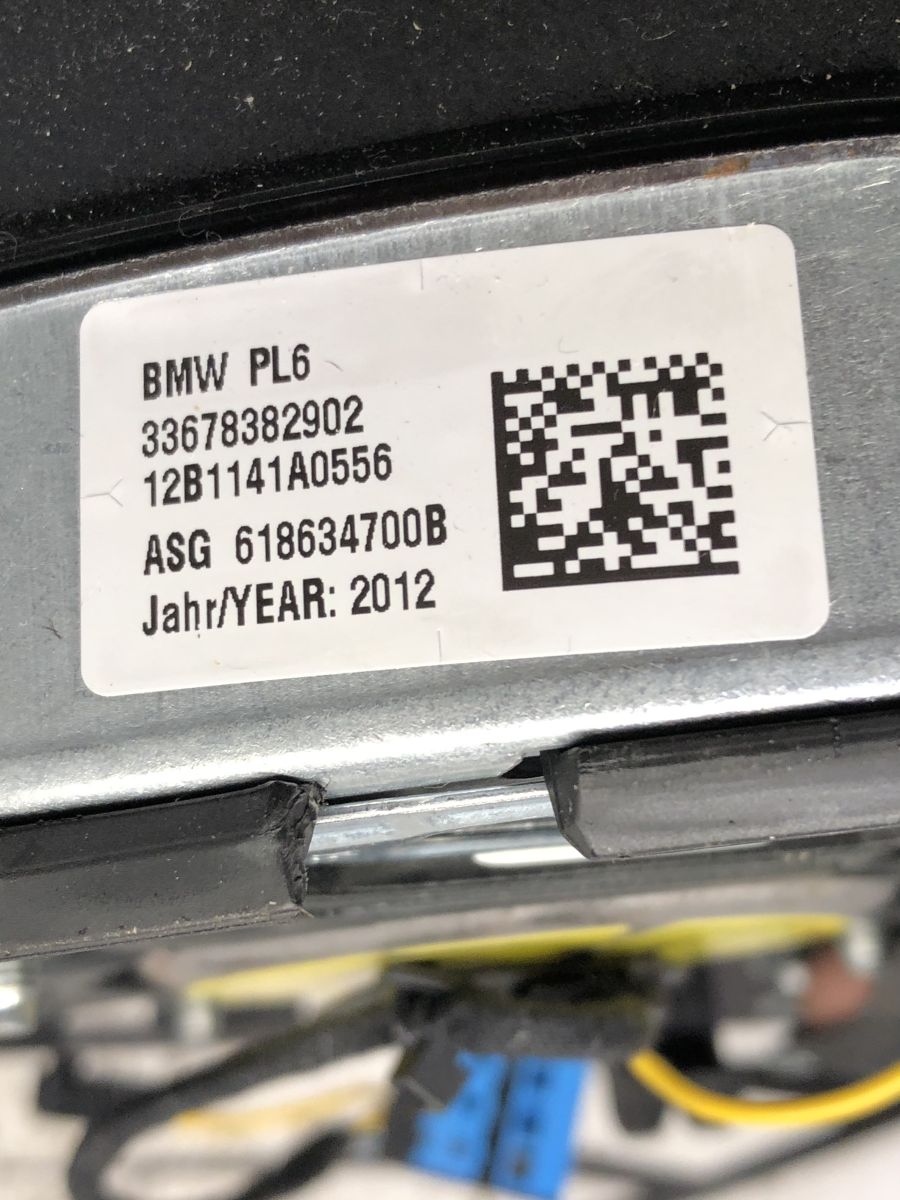 BMW PL6
33678382902
12B1141A0556
ASG 618634700B
Jahr/YEAR: 2012